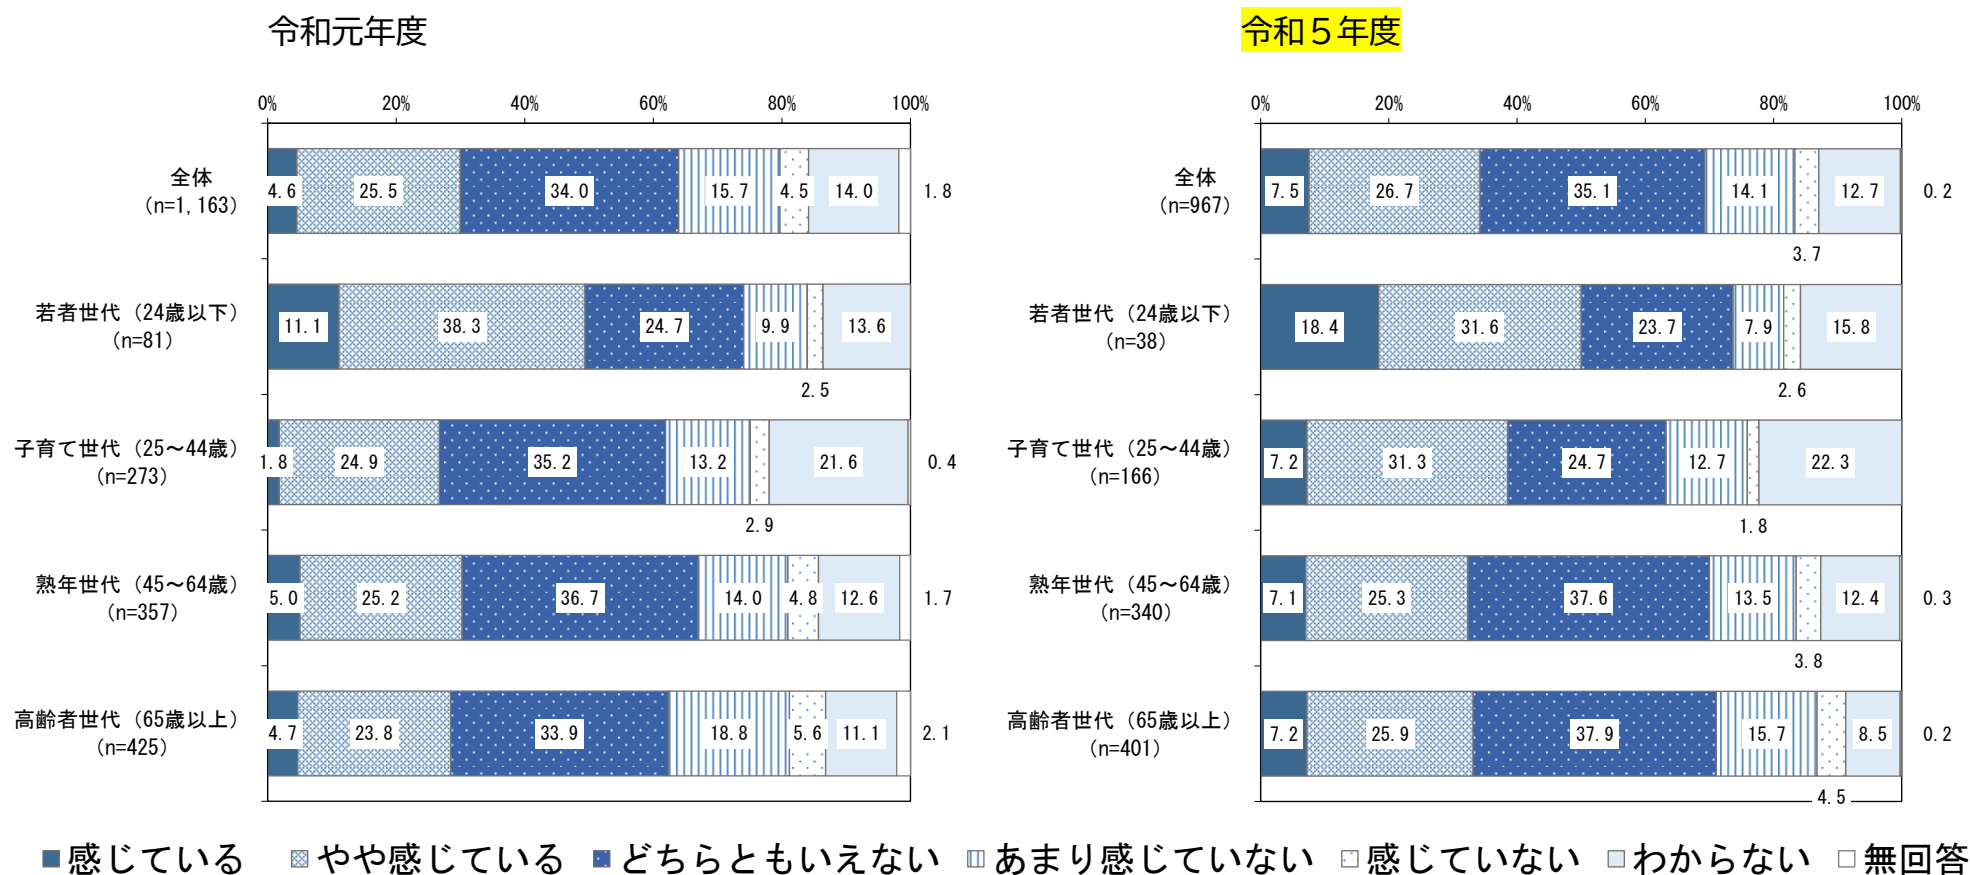 令和元年度
令和５年度
0% 20% 40% 60% 80% 100%
全体
(n=1,163)
4.6 25.5 34.0 15.7 4.5 14.0 1.8
若者世代（24歳以下）
(n=81)
11.1 38.3 24.7 9.9 13.6
2.5
子育て世代（25～44歳）
(n=273)
1.8 24.9 35.2 13.2 21.6 0.4
2.9
熟年世代（45～64歳）
(n=357)
5.0 25.2 36.7 14.0 4.8 12.6 1.7
高齢者世代（65歳以上）
(n=425)
4.7 23.8 33.9 18.8 5.6 11.1 2.1
0% 20% 40% 60% 80% 100%
全体
(n=967)
7.5 26.7 35.1 14.1 12.7 0.2
3.7
若者世代（24歳以下）
(n=38)
18.4 31.6 23.7 7.9 15.8
2.6
子育て世代（25～44歳）
(n=166)
7.2 31.3 24.7 12.7 22.3
1.8
熟年世代（45～64歳）
(n=340)
7.1 25.3 37.6 13.5 12.4 0.3
3.8
高齢者世代（65歳以上）
(n=401)
7.2 25.9 37.9 15.7 8.5 0.2
4.5
感じている やや感じている どちらともいえない あまり感じていない 感じていない わからない 無回答